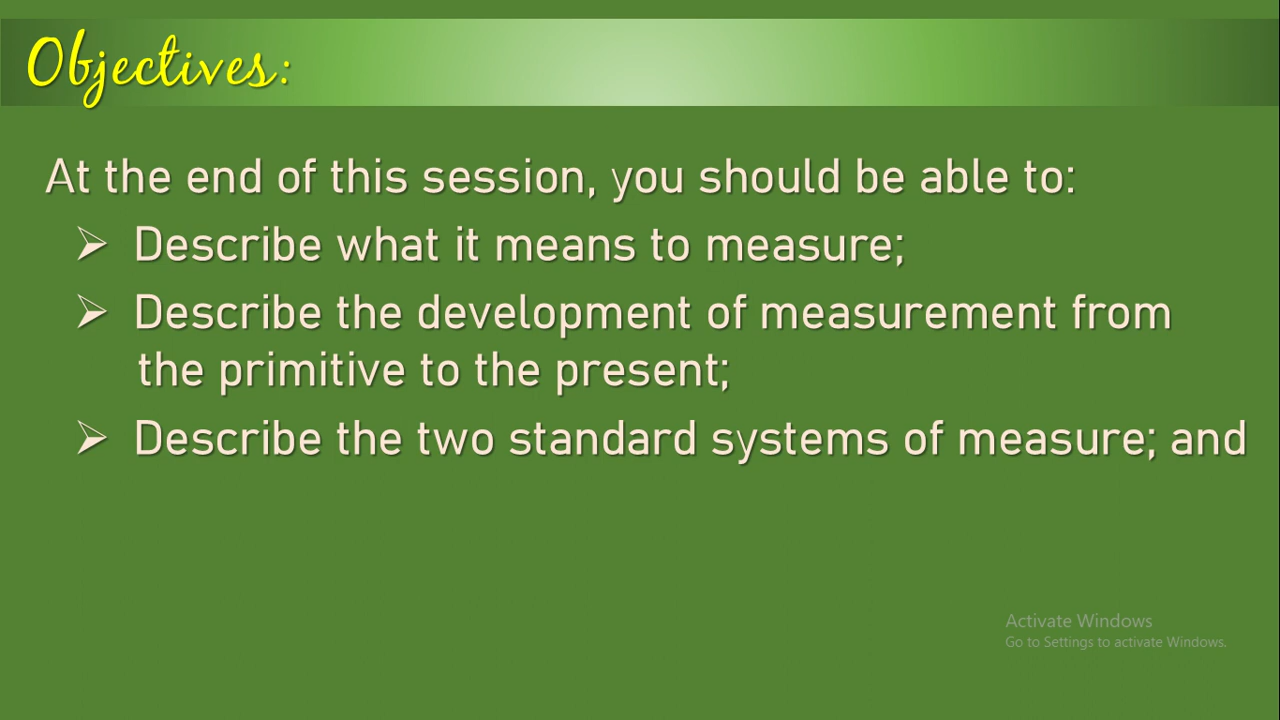 Objectives:
At the end of this session, you should be able to:
➢ Describe what it means to measure;
➢ Describe the development of measurement from
the primitive to the present;
➢ Describe the two standard systems of measure; and
Activate Windows
Go to Settings to activate Windows.